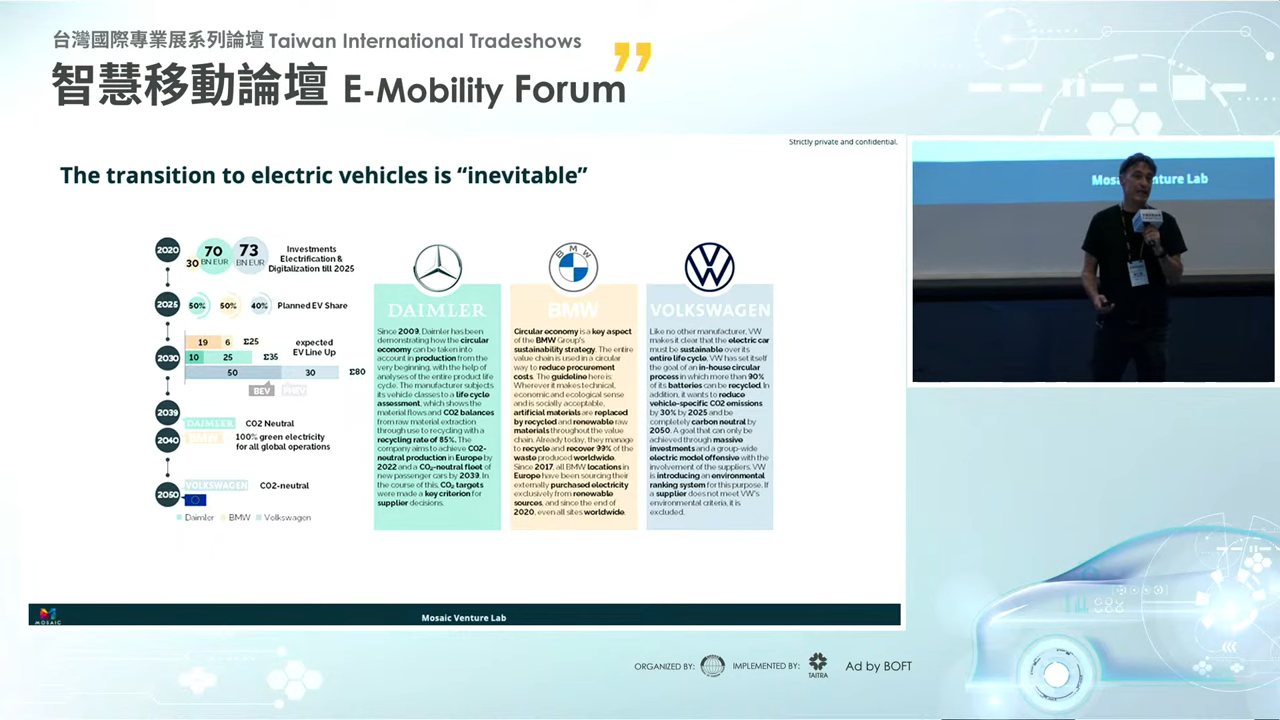 台灣國際專業展系列論壇 Taiwan International Tradeshows
智慧移動論壇 E-Mobility Forum
Strictly private and confidential.
The transition to electric vehicles is “inevitable”
2020
30
70
BN EUR
73
BN EUR
Investments
Electrification &
Digitalization till 2025
2025
50%
50%
40%
Planned EV Share
2030
19
6
Σ25
10
25
Σ35
50
30
Σ80
expected
EV Line Up
BEV
PHEV
2039
DAIMLER
CO2 Neutral
2040
BMW
100% green electricity
for all global operations
2050
VOLKSWAGEN
CO2-neutral
Daimler
BMW
Volkswagen
DAIMLER
Since 2009, Daimler has been
demonstrating how the circular
economy can be taken into
account in production from the
very beginning, with the help of
analyses of the entire product life
cycle. The manufacturer subjects
its vehicle classes to a life cycle
assessment, which shows the
material flows and CO2 balances
from raw material extraction
through use to recycling with a
recycling rate of 85%. The
company aims to achieve CO2-
neutral production in Europe by
2022 and a CO₂-neutral fleet of
new passenger cars by 2039. In
the course of this, CO₂ targets
were made a key criterion for
supplier decisions.
BMW
BMW
Circular economy is a key aspect
of the BMW Group's
sustainability strategy. The entire
value chain is used in a circular
way to reduce procurement
costs. The guideline here is:
Wherever it makes technical,
economic and ecological sense
and is socially acceptable,
artificial materials are replaced
by recycled and renewable raw
materials throughout the value
chain. Already today, they manage
to recycle and recover 99% of the
waste produced worldwide.
Since 2017, all BMW locations in
Europe have been sourcing their
externally purchased electricity
exclusively from renewable
sources, and since the end of
2020, even all sites worldwide.
VOLKSWAGEN
Like no other manufacturer, VW
makes it clear that the electric car
must be sustainable over its
entire life cycle. VW has set itself
the goal of an in-house circular
process in which more than 90%
of its batteries can be recycled. In
addition, it wants to reduce
vehicle-specific CO2 emissions
by 30% by 2025 and be
completely carbon neutral by
2050. A goal that can only be
achieved through massive
investments and a group-wide
electric model offensive with the
involvement of the suppliers. VW
is introducing an environmental
ranking system for this purpose. If
a supplier does not meet VW's
environmental criteria, it is
excluded.
MOSAIC
Mosaic Venture Lab
Mosaic Venture Lab
ORGANIZED BY:
IMPLEMENTED BY:
TAITRA
Ad by BOFT